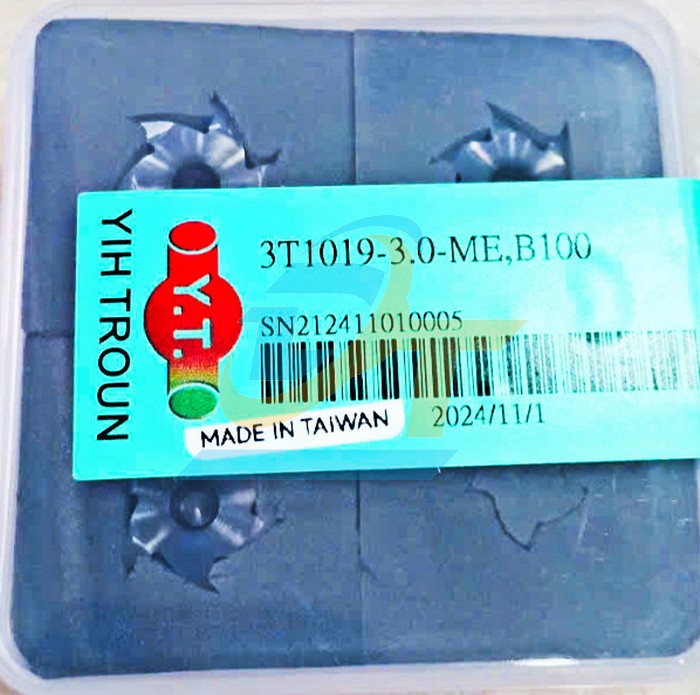 YIH TROUN
Y.T.
3T1019-3.0-ME,B100
SN212411010005
MADE IN TAIWAN
2024/11/1